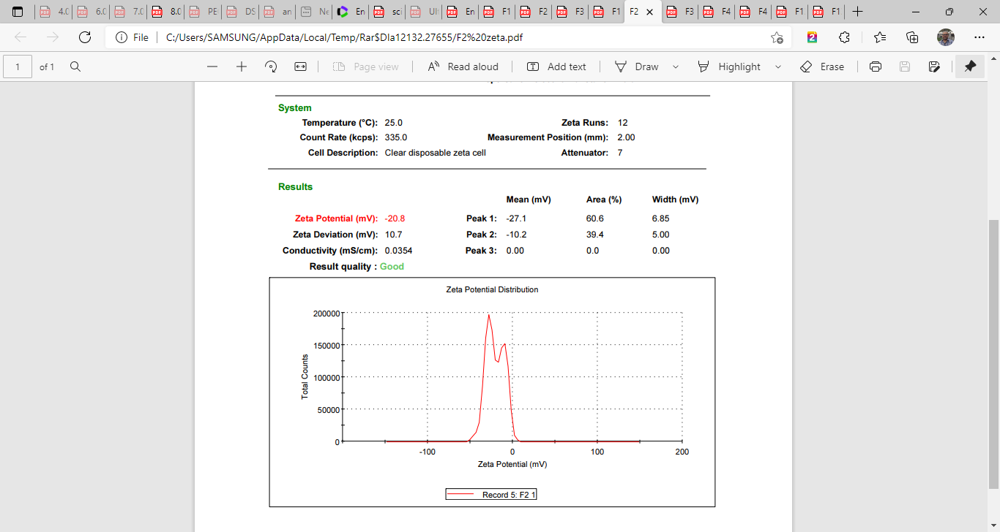 4.0
6.0
7.0
8.0
PE
DS
an
Ne
En
sci
En
F1
F2
F3
F1
F2
F3
F4
F4
F1
F1
File
C:/Users/SAMSUNG/AppData/Local/Temp/Rar$DIa12132.27655/F2%20zeta.pdf
2
1 of 1
Page view
Read aloud
Add text
Draw
Highlight
Erase
System
Temperature (°C): 25.0 Zeta Runs: 12
Count Rate (kcps): 335.0 Measurement Position (mm): 2.00
Cell Description: Clear disposable zeta cell Attenuator: 7
Results
Mean (mV) Area (%) Width (mV)
Zeta Potential (mV): -20.8 Peak 1: -27.1 60.6 6.85
Zeta Deviation (mV): 10.7 Peak 2: -10.2 39.4 5.00
Conductivity (mS/cm): 0.0354 Peak 3: 0.00 0.0 0.00
Result quality : Good
Zeta Potential Distribution
200000
150000
100000
50000
0
Total Counts
-100 0 100 200
Zeta Potential (mV)
Record 5: F2 1